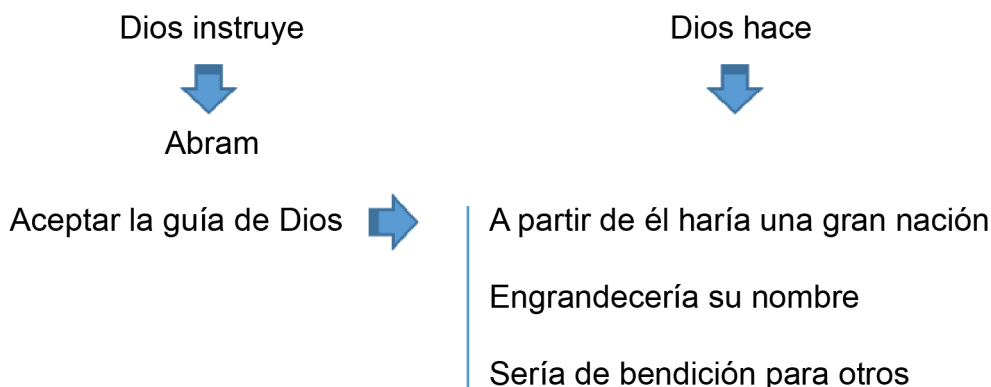 Dios instruye
Dios hace
Abram
Aceptar la guía de Dios
A partir de él haría una gran nación
Engrandecería su nombre
Sería de bendición para otros